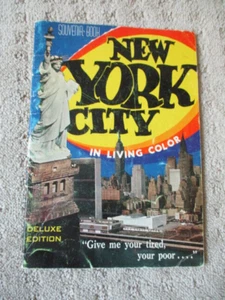 SOUVENIR BOOK
NEW
YORK
CITY
IN LIVING COLOR
DELUXE
EDITION
"Give me your tired,
your poor...."